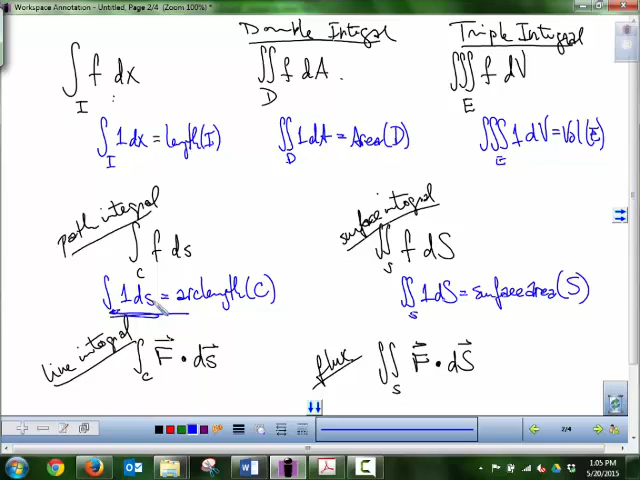 Workspace Annotation - Untitled, Page 2/4 (Zoom 100%) *
Double Integral
Triple Integral
∫_I f dx
∬_D f dA .
∭_E f dV
∫_I 1 dx = length(I)
∬_D 1 dA = Area(D)
∭_E 1 dV = Vol(E)
path integral
surface integral
∫_C f ds
∬_S f dS
∫_C 1 ds = arclength(C)
∬_S 1 dS = surface area(S)
line integral ∫_C F⃗ • ds⃗
flux ∬_S F⃗ • dS⃗
2/4
1:05 PM
5/20/2015